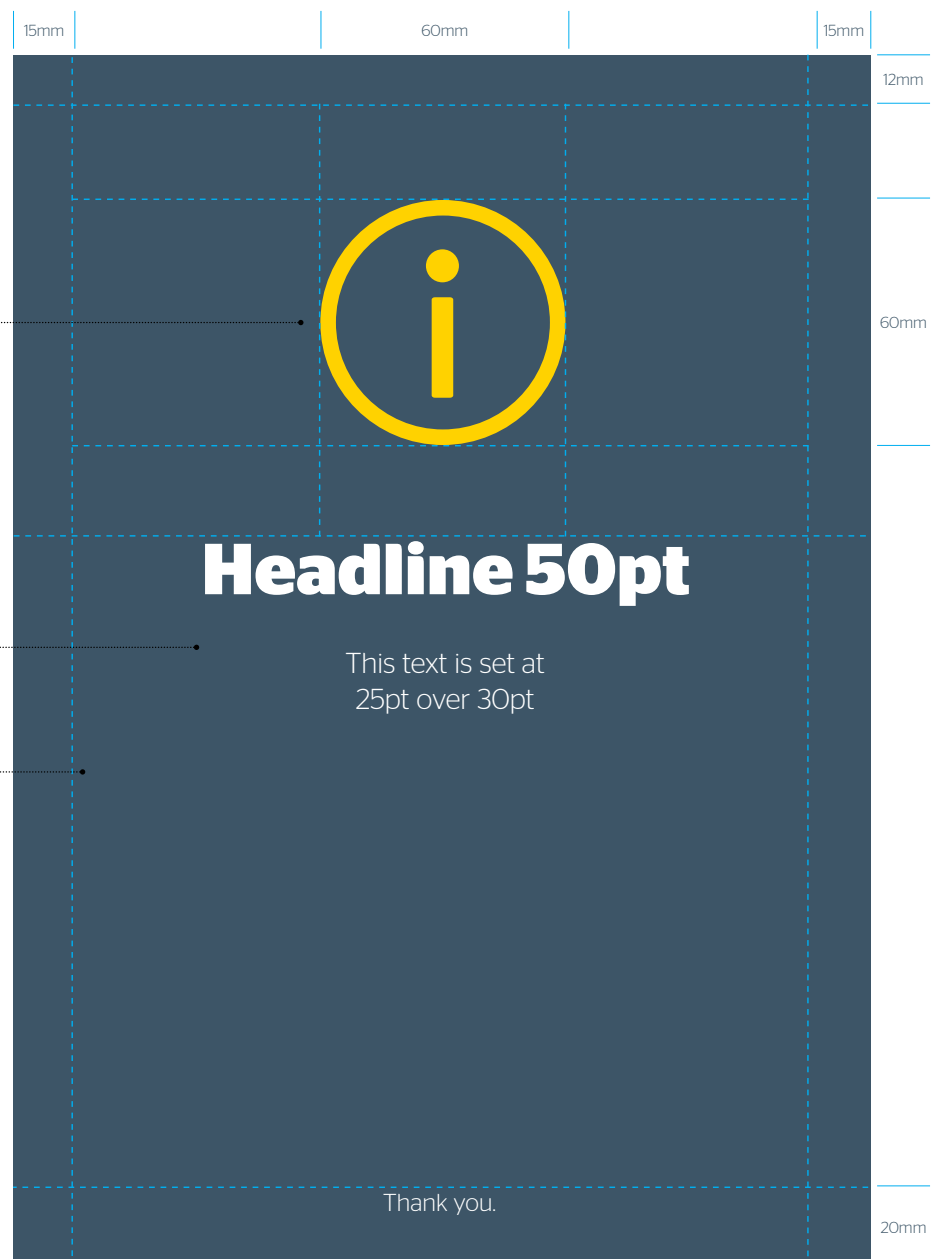 15mm
60mm
15mm
12mm
60mm
i
Headline 50pt
This text is set at
25pt over 30pt
Thank you.
20mm